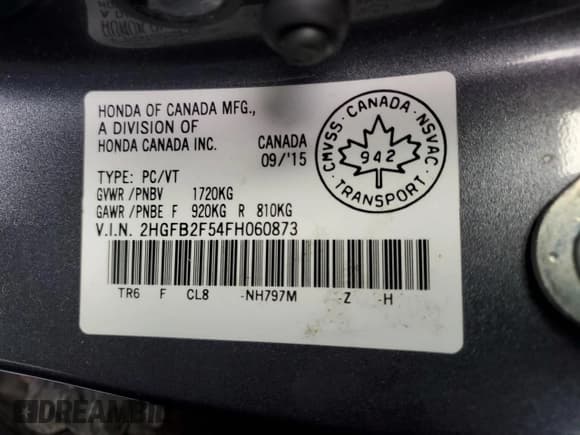 HONDA OF CANADA MFG.,
A DIVISION OF
HONDA CANADA INC.
CANADA
09/'15
CMVSS · CANADA · NSVAC
942
TRANSPORT
TYPE: PC/VT
GVWR /PNBV 1720KG
GAWR /PNBE F 920KG R 810KG
V.I.N. 2HGFB2F54FH060873
TR6 F CL8 -NH797M -Z -H